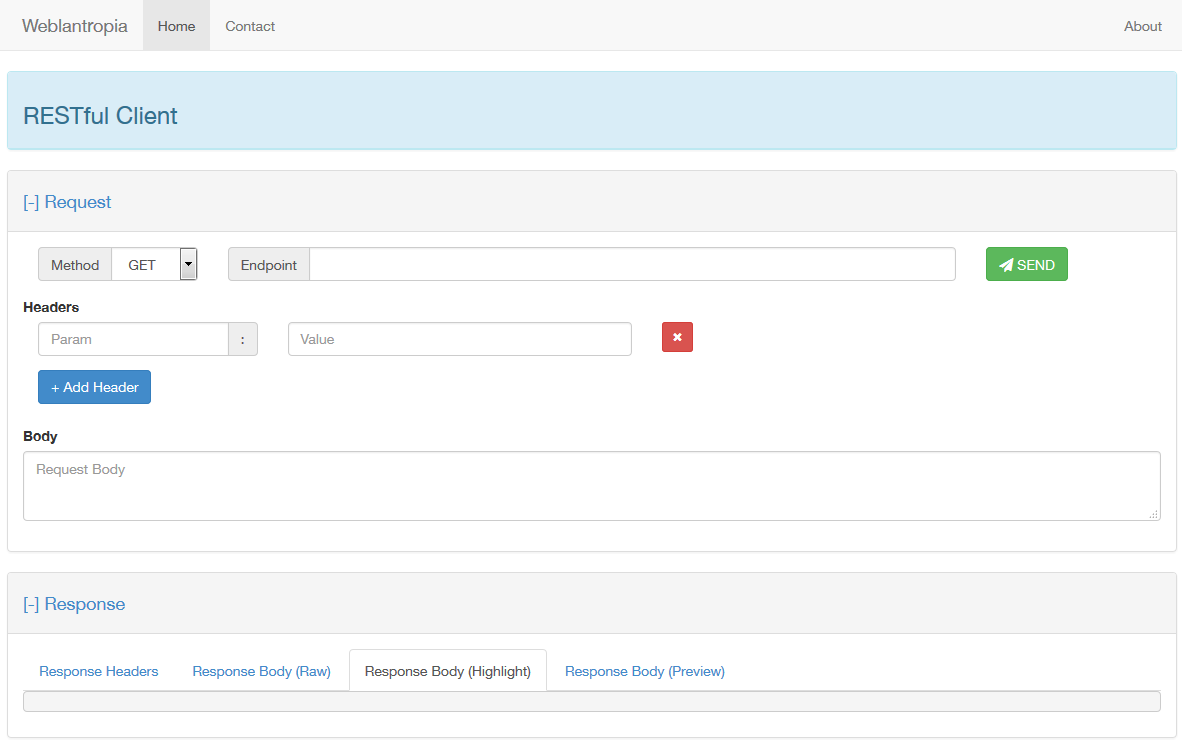 Weblantropia Home Contact About
RESTful Client
[-] Request
Method GET Endpoint SEND
Headers
Param : Value
+ Add Header
Body
Request Body
[-] Response
Response Headers Response Body (Raw) Response Body (Highlight) Response Body (Preview)